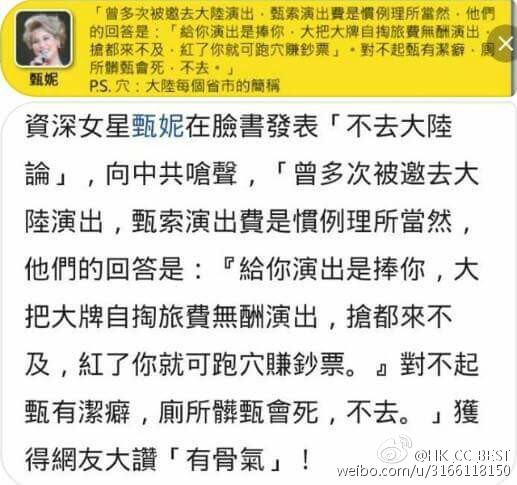 「曾多次被邀去大陸演出，甄索演出費是慣例理所當然，他們
的回答是：「給你演出是捧你，大把大牌自掏旅費無酬演出，
搶都來不及，紅了你就可跑穴賺鈔票。」對不起甄有潔癖，廁
所髒甄會死，不去。」
P.S. 穴：大陸每個省市的簡稱
甄妮
資深女星甄妮在臉書發表「不去大陸
論」，向中共嗆聲，「曾多次被邀去大
陸演出，甄索演出費是慣例理所當然，
他們的回答是：『給你演出是捧你，大
把大牌自掏旅費無酬演出，搶都來不
及，紅了你就可跑穴賺鈔票。』對不起
甄有潔癖，廁所髒甄會死，不去。」獲
得網友大讚「有骨氣」！
@HK_CC_BEST
weibo.com/u/3166118150